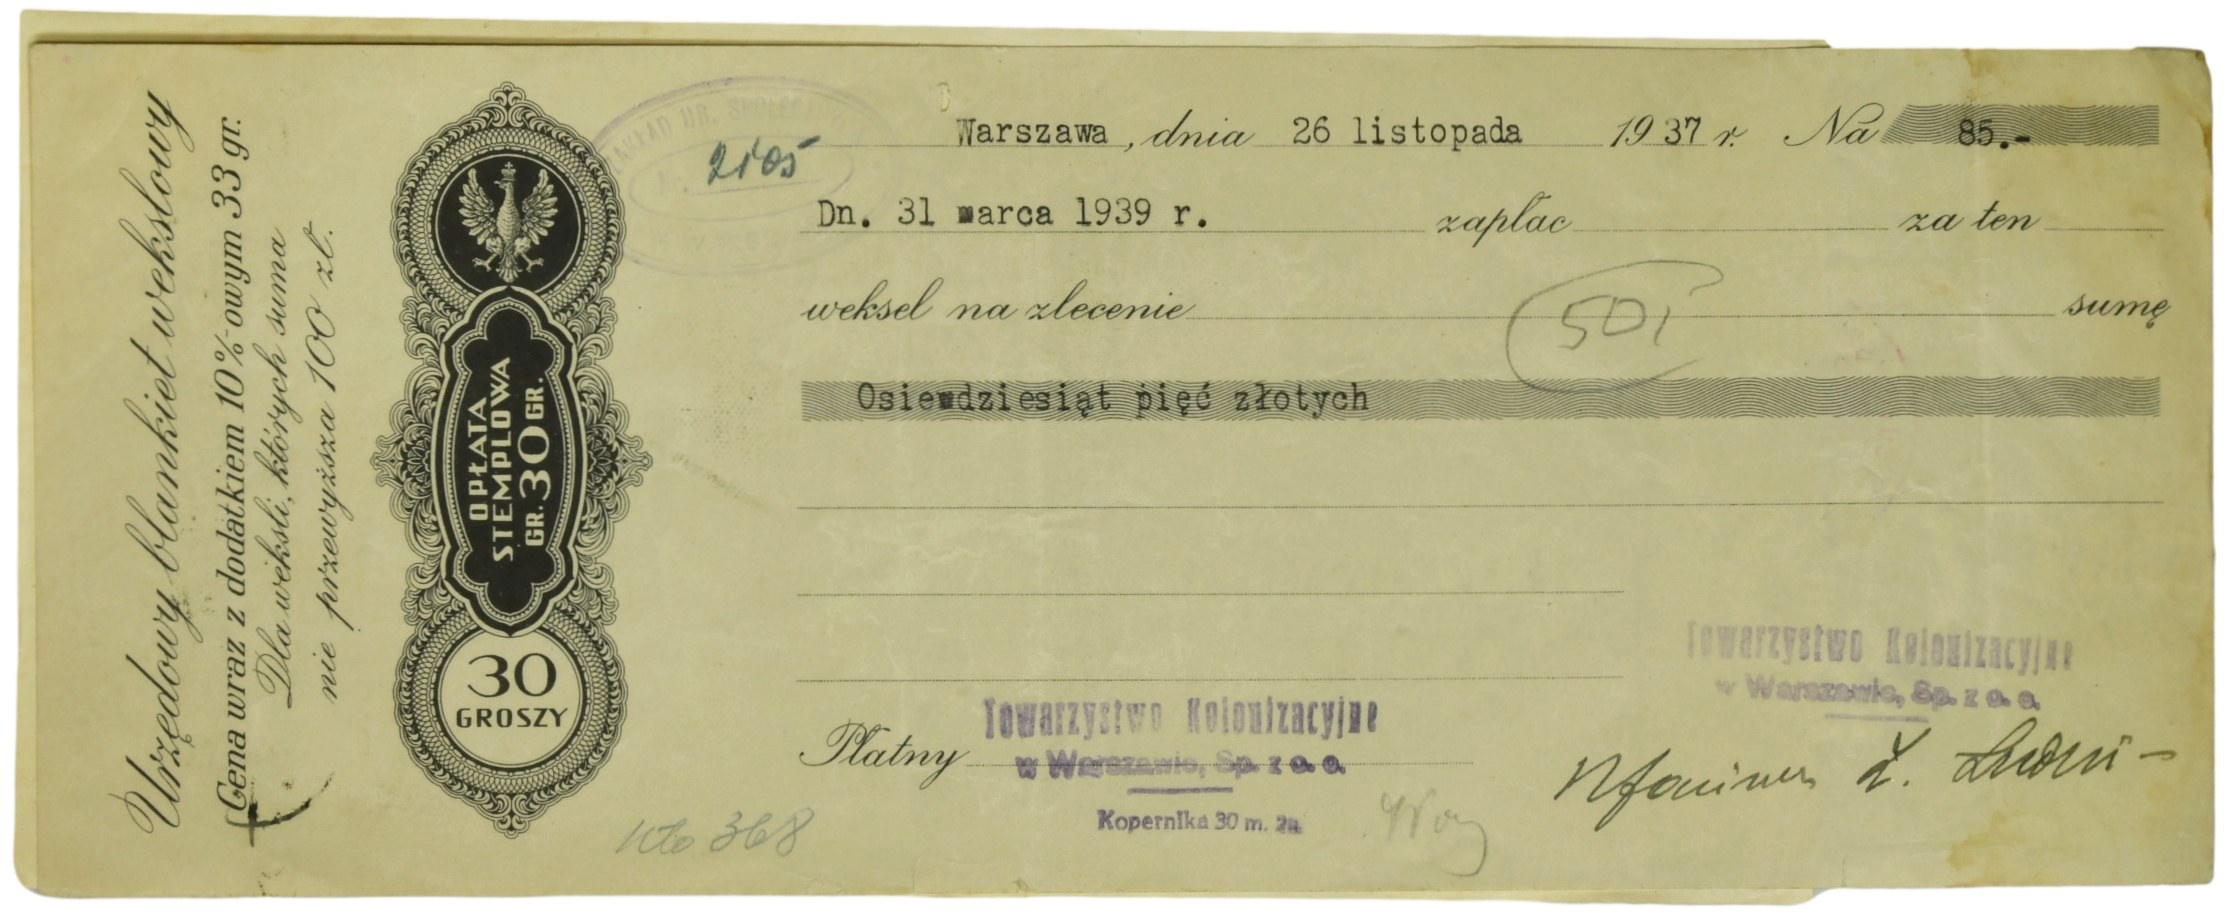 Urzędowy blankiet wekslowy
Cena wraz z dodatkiem 10%-owym 33 gr.
Dla weksli, których suma
nie przewyższa 100 zł.
OPŁATA
STEMPLOWA
GR. 30 GR.
30
GROSZY
2105
Warszawa, dnia 26 listopada 1937 r. Na 85.-
Dn. 31 marca 1939 r. zapłac za ten
weksel na zlecenie sumę
501
Osiemdziesiąt pięć złotych
Towarzystwo Kolonizacyjne
w Warszawie, Sp. z o. o.
Płatny Towarzystwo Kolonizacyjne
w Warszawie, Sp. z o. o.
Kopernika 30 m. 2a
368